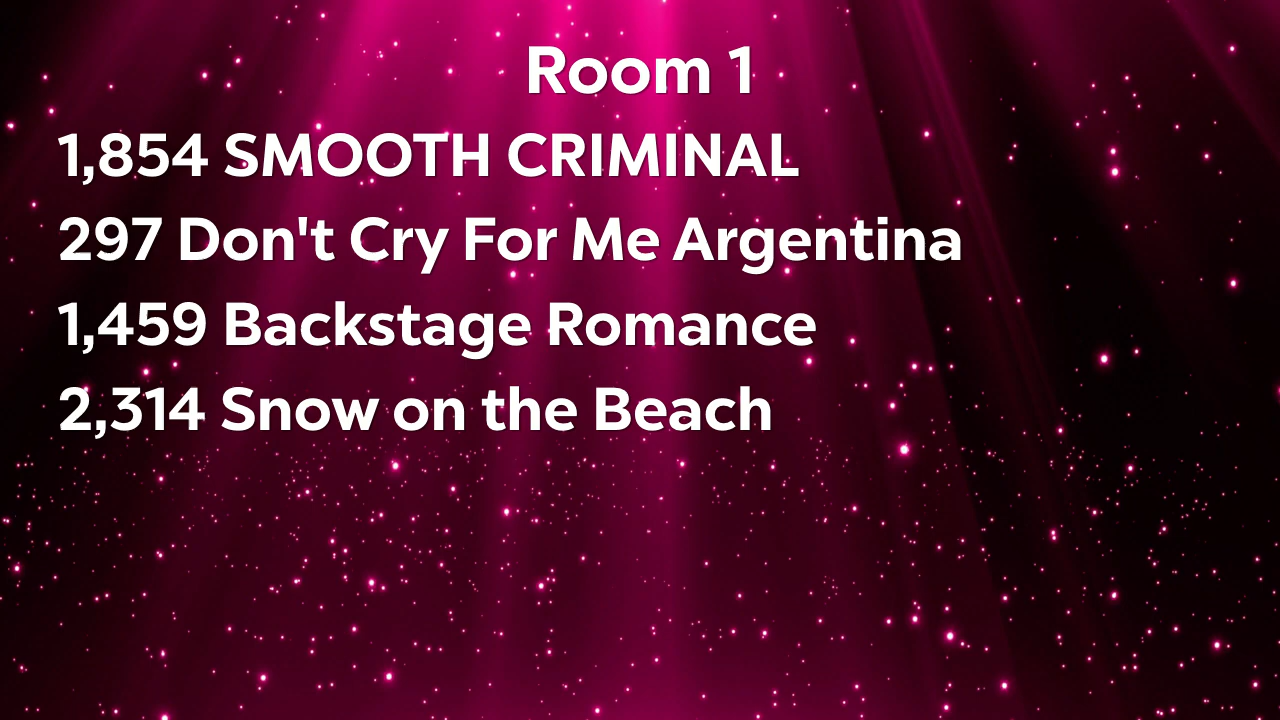 Room 1
1,854 SMOOTH CRIMINAL
297 Don't Cry For Me Argentina
1,459 Backstage Romance
2,314 Snow on the Beach